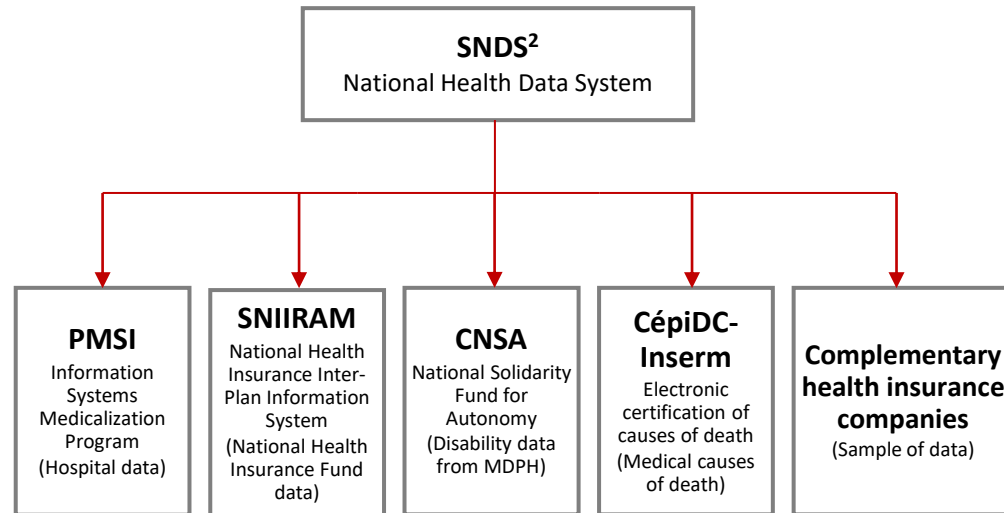 SNDS²
National Health Data System
PMSI
Information
Systems
Medicalization
Program
(Hospital data)
SNIIRAM
National Health
Insurance Inter-
Plan Information
System
(National Health
Insurance Fund
data)
CNSA
National Solidarity
Fund for
Autonomy
(Disability data
from MDPH)
CépiDC-
Inserm
Electronic
certification of
causes of death
(Medical causes
of death)
Complementary
health insurance
companies
(Sample of data)